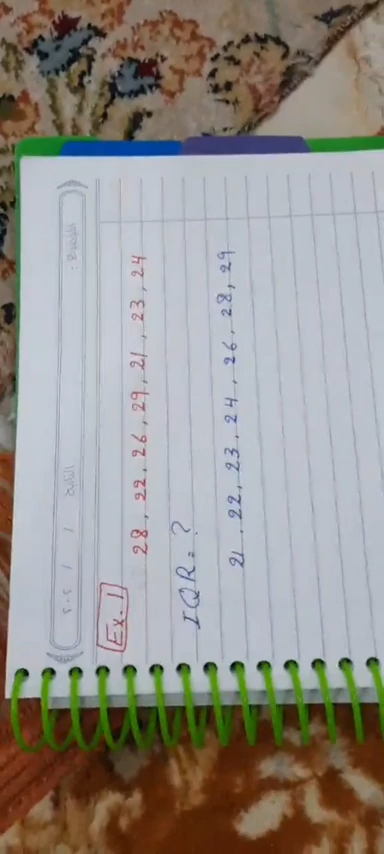 Ex. 1
28, 22, 26, 29, 21, 23, 24
IQR = ?
21, 22, 23, 24, 26, 28, 29